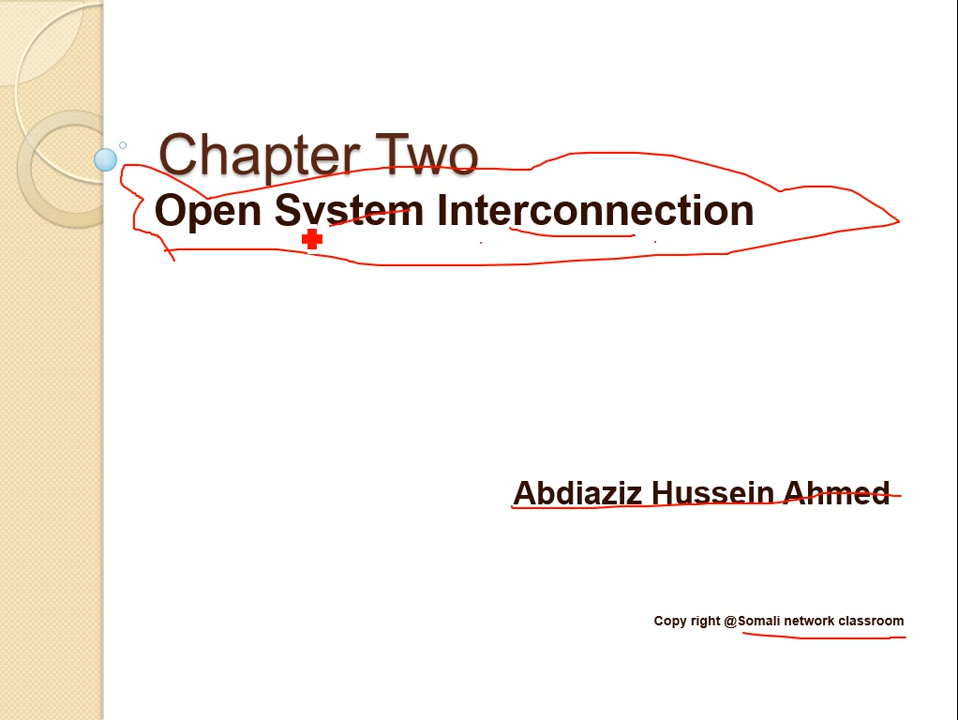 Chapter Two
Open System Interconnection
Abdiaziz Hussein Ahmed
Copy right @Somali network classroom